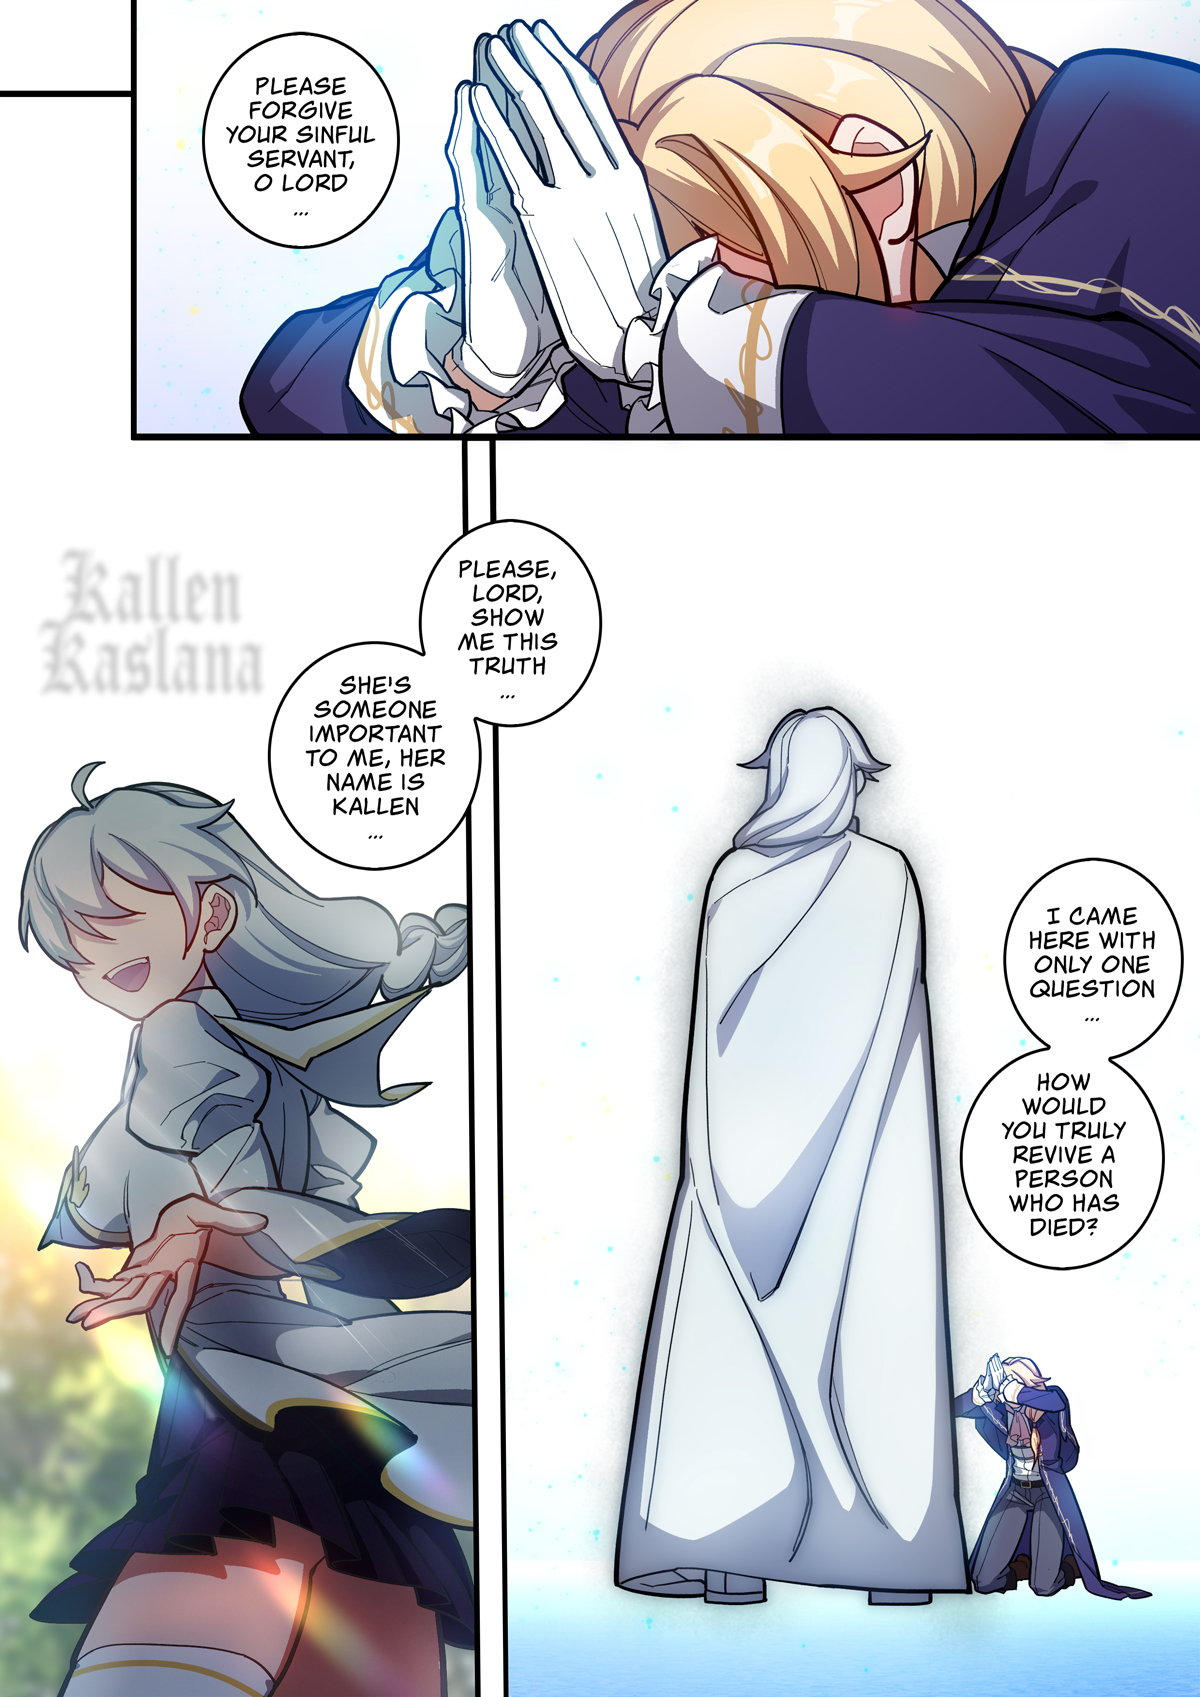 PLEASE
FORGIVE
YOUR SINFUL
SERVANT,
O LORD
...
PLEASE,
LORD,
SHOW
ME THIS
TRUTH
...
Kallen
Kaslana
SHE'S
SOMEONE
IMPORTANT
TO ME, HER
NAME IS
KALLEN
...
I CAME
HERE WITH
ONLY ONE
QUESTION
...
HOW
WOULD
YOU TRULY
REVIVE A
PERSON
WHO HAS
DIED?